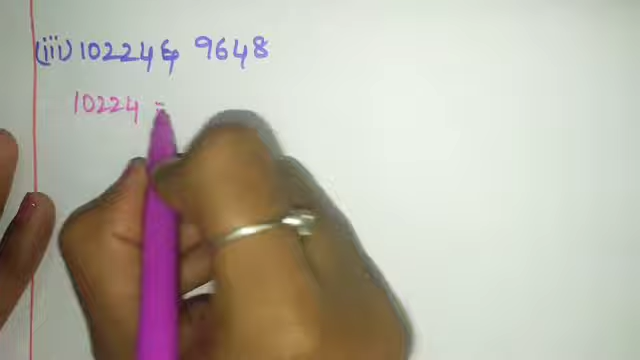 (iii) 10224 & 9648
10224 =